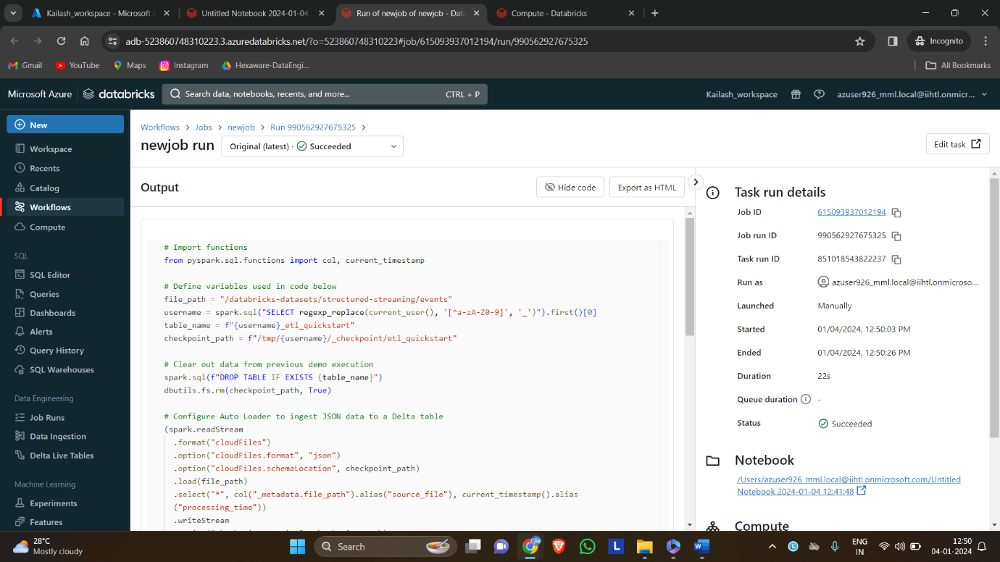 Kailash_workspace - Microsoft A
Untitled Notebook 2024-01-04
Run of newjob of newjob - Dat
Compute - Databricks
adb-523860748310223.3.azuredatabricks.net/?o=523860748310223#job/615093937012194/run/990562927675325
Incognito
Gmail
YouTube
Maps
Instagram
Hexaware-DataEngi...
All Bookmarks
Microsoft Azure
databricks
Search data, notebooks, recents, and more...
CTRL + P
Kailash_workspace
azuser926_mml.local@iihtl.onmicr...
New
Workspace
Recents
Catalog
Workflows
Compute
SQL
SQL Editor
Queries
Dashboards
Alerts
Query History
SQL Warehouses
Data Engineering
Job Runs
Data Ingestion
Delta Live Tables
Machine Learning
Experiments
Features
Workflows > Jobs > newjob > Run 990562927675325 >
newjob run
Original (latest) · Succeeded
Edit task
Output
Hide code
Export as HTML
# Import functions
from pyspark.sql.functions import col, current_timestamp
# Define variables used in code below
file_path = "/databricks-datasets/structured-streaming/events"
username = spark.sql("SELECT regexp_replace(current_user(), '[^a-zA-Z0-9]', '_')").first()[0]
table_name = f"{username}_etl_quickstart"
checkpoint_path = f"/tmp/{username}/_checkpoint/etl_quickstart"
# Clear out data from previous demo execution
spark.sql(f"DROP TABLE IF EXISTS {table_name}")
dbutils.fs.rm(checkpoint_path, True)
# Configure Auto Loader to ingest JSON data to a Delta table
(spark.readStream
.format("cloudFiles")
.option("cloudFiles.format", "json")
.option("cloudFiles.schemaLocation", checkpoint_path)
.load(file_path)
.select("*", col("_metadata.file_path").alias("source_file"), current_timestamp().alias
("processing_time"))
.writeStream
Task run details
Job ID 615093937012194
Job run ID 990562927675325
Task run ID 851018543822237
Run as azuser926_mml.local@iihtl.onmicroso...
Launched Manually
Started 01/04/2024, 12:50:03 PM
Ended 01/04/2024, 12:50:26 PM
Duration 22s
Queue duration -
Status Succeeded
Notebook
/Users/azuser926_mml.local@iihtl.onmicrosoft.com/Untitled
Notebook 2024-01-04 12:41:48
Compute
28°C
Mostly cloudy
Search
L
ENG
IN
12:50
04-01-2024